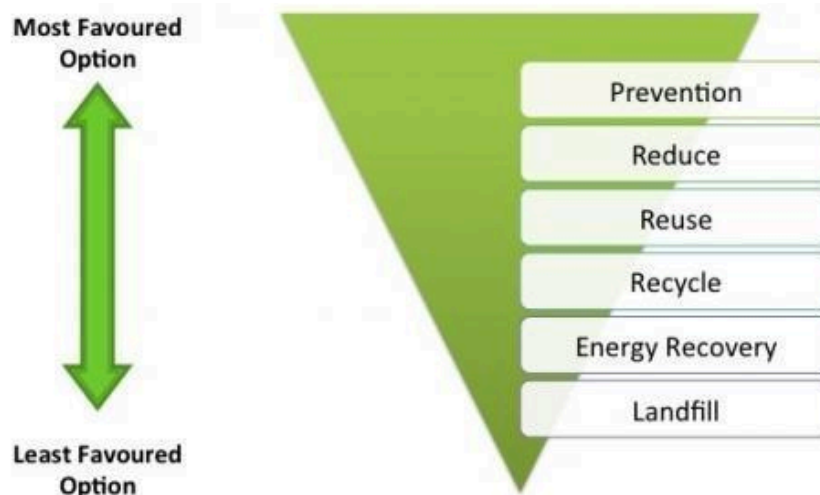 Most Favoured
Option
Prevention
Reduce
Reuse
Recycle
Energy Recovery
Landfill
Least Favoured
Option